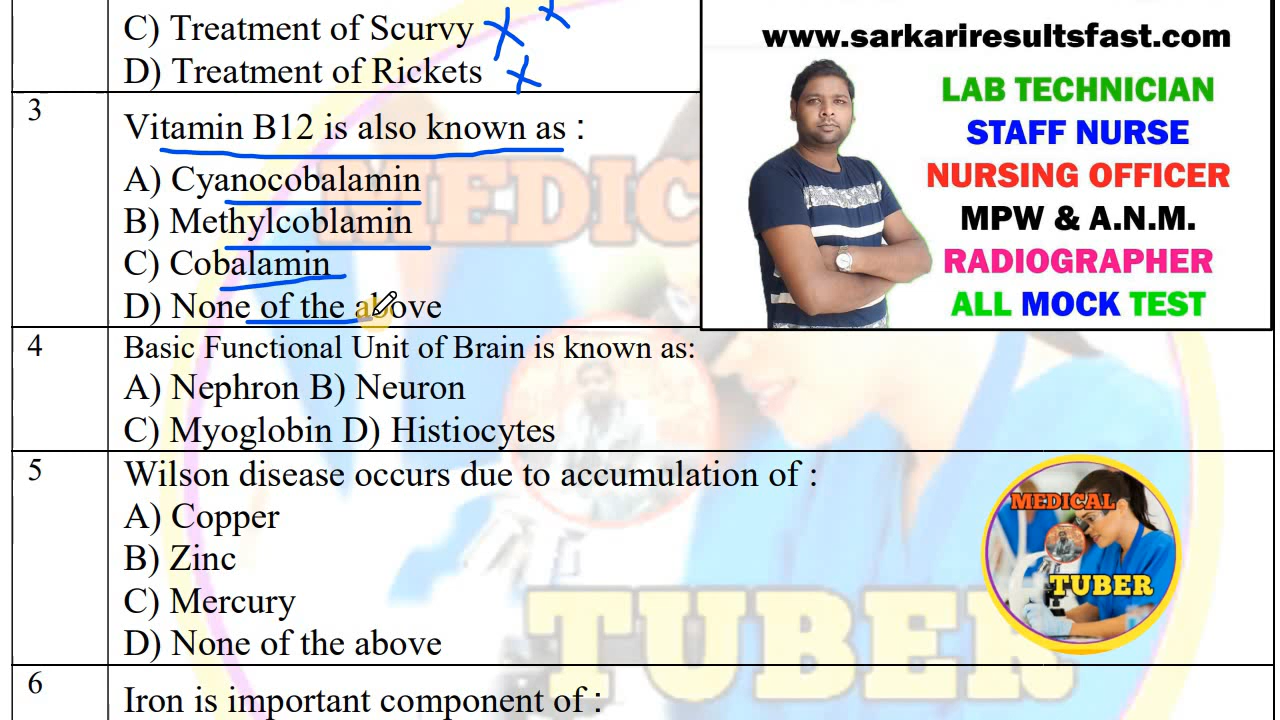 C) Treatment of Scurvy
D) Treatment of Rickets
3
Vitamin B12 is also known as :
A) Cyanocobalamin
B) Methylcoblamin
C) Cobalamin
D) None of the above
4
Basic Functional Unit of Brain is known as:
A) Nephron B) Neuron
C) Myoglobin D) Histiocytes
5
Wilson disease occurs due to accumulation of :
A) Copper
B) Zinc
C) Mercury
D) None of the above
6
Iron is important component of :
www.sarkariresultsfast.com
LAB TECHNICIAN
STAFF NURSE
NURSING OFFICER
MPW & A.N.M.
RADIOGRAPHER
ALL MOCK TEST
MEDICAL
TUBER
MEDIC
TUBER